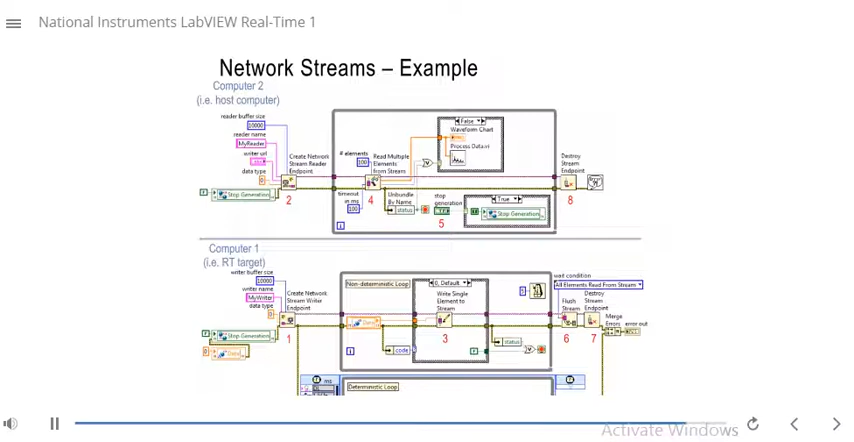 National Instruments LabVIEW Real-Time 1
Network Streams – Example
Computer 2
(i.e. host computer)
reader buffer size
10000
reader name
MyReader
writer url
data type
Create Network
Stream Reader
Endpoint
Stop Generation
2
# elements
100
Read Multiple
Elements
from Stream
timeout
in ms
100
4
False
Waveform Chart
Process Data.vi
Unbundle
By Name
status
stop
generation
5
True
Stop Generation
Destroy
Stream
Endpoint
8
Computer 1
(i.e. RT target)
writer buffer size
10000
writer name
MyWriter
data type
Create Network
Stream Writer
Endpoint
Stop Generation
Data
1
Non-deterministic Loop
Data
code
0, Default
Write Single
Element to
Stream
3
5
status
wait condition
All Elements Read From Stream
Flush
Stream
6
Destroy
Stream
Endpoint
7
Merge
Errors
error out
ms
Deterministic Loop
Activate Windows